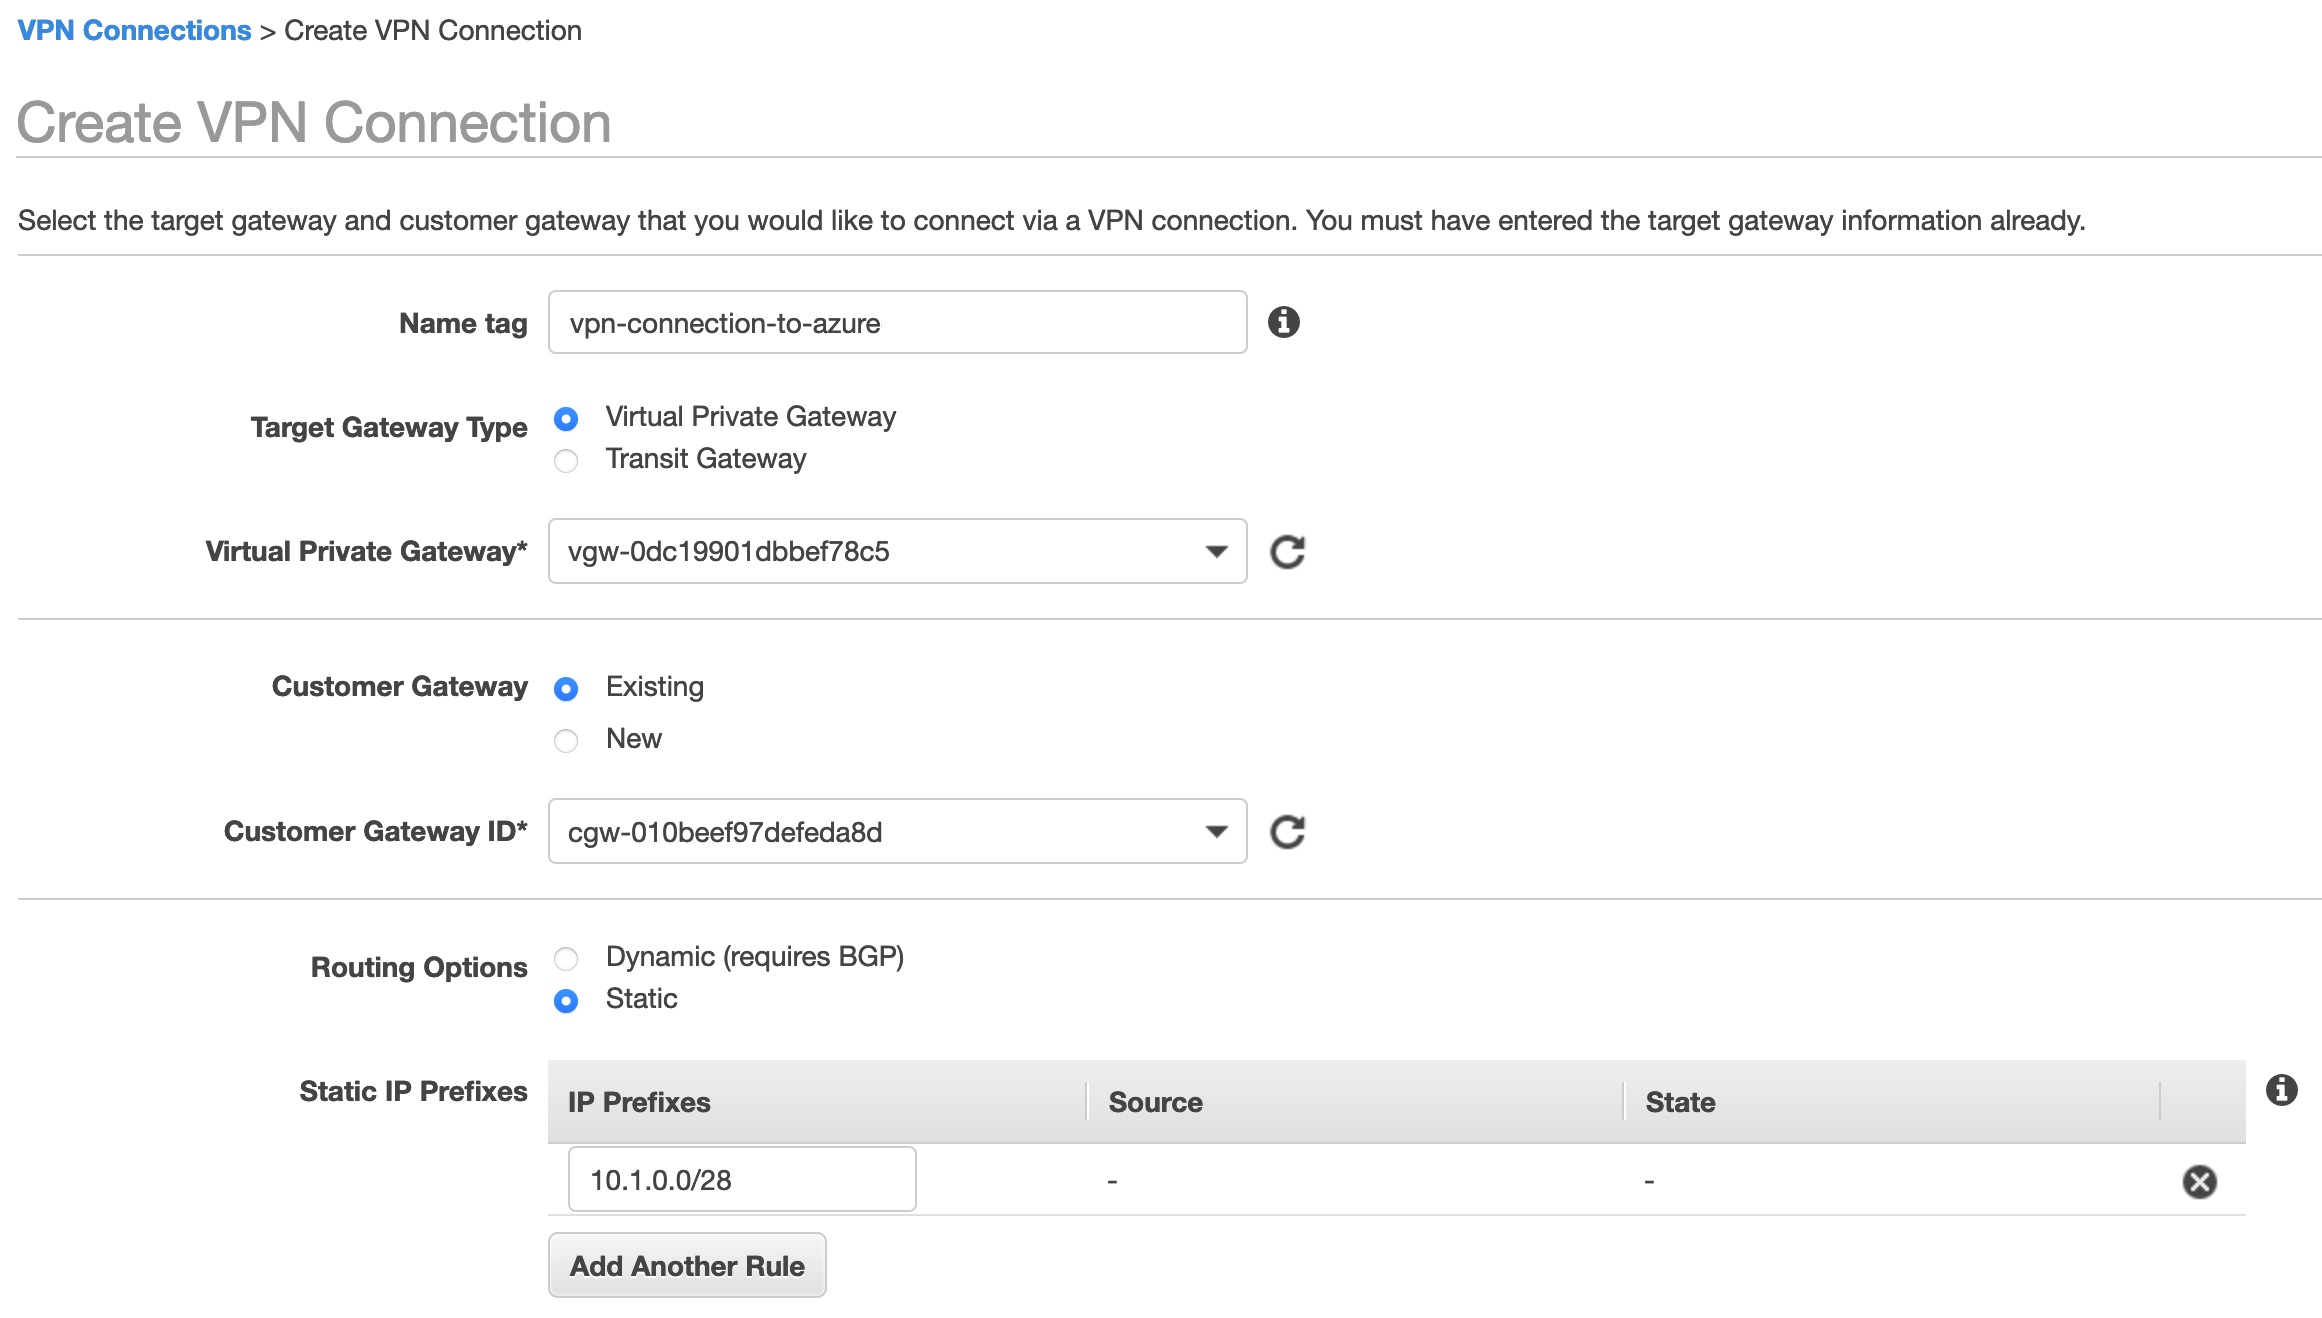 VPN Connections > Create VPN Connection
Create VPN Connection
Select the target gateway and customer gateway that you would like to connect via a VPN connection. You must have entered the target gateway information already.
Name tag vpn-connection-to-azure
Target Gateway Type Virtual Private Gateway
Transit Gateway
Virtual Private Gateway* vgw-0dc19901dbbef78c5
Customer Gateway Existing
New
Customer Gateway ID* cgw-010beef97defeda8d
Routing Options Dynamic (requires BGP)
Static
Static IP Prefixes IP Prefixes Source State
10.1.0.0/28 - -
Add Another Rule